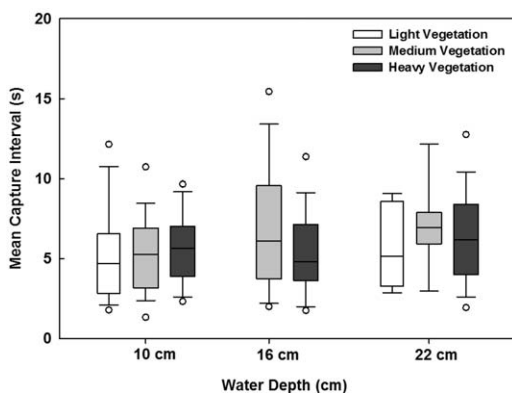 20
15
10
5
0
Mean Capture Interval (s)
Light Vegetation
Medium Vegetation
Heavy Vegetation
10 cm
16 cm
22 cm
Water Depth (cm)